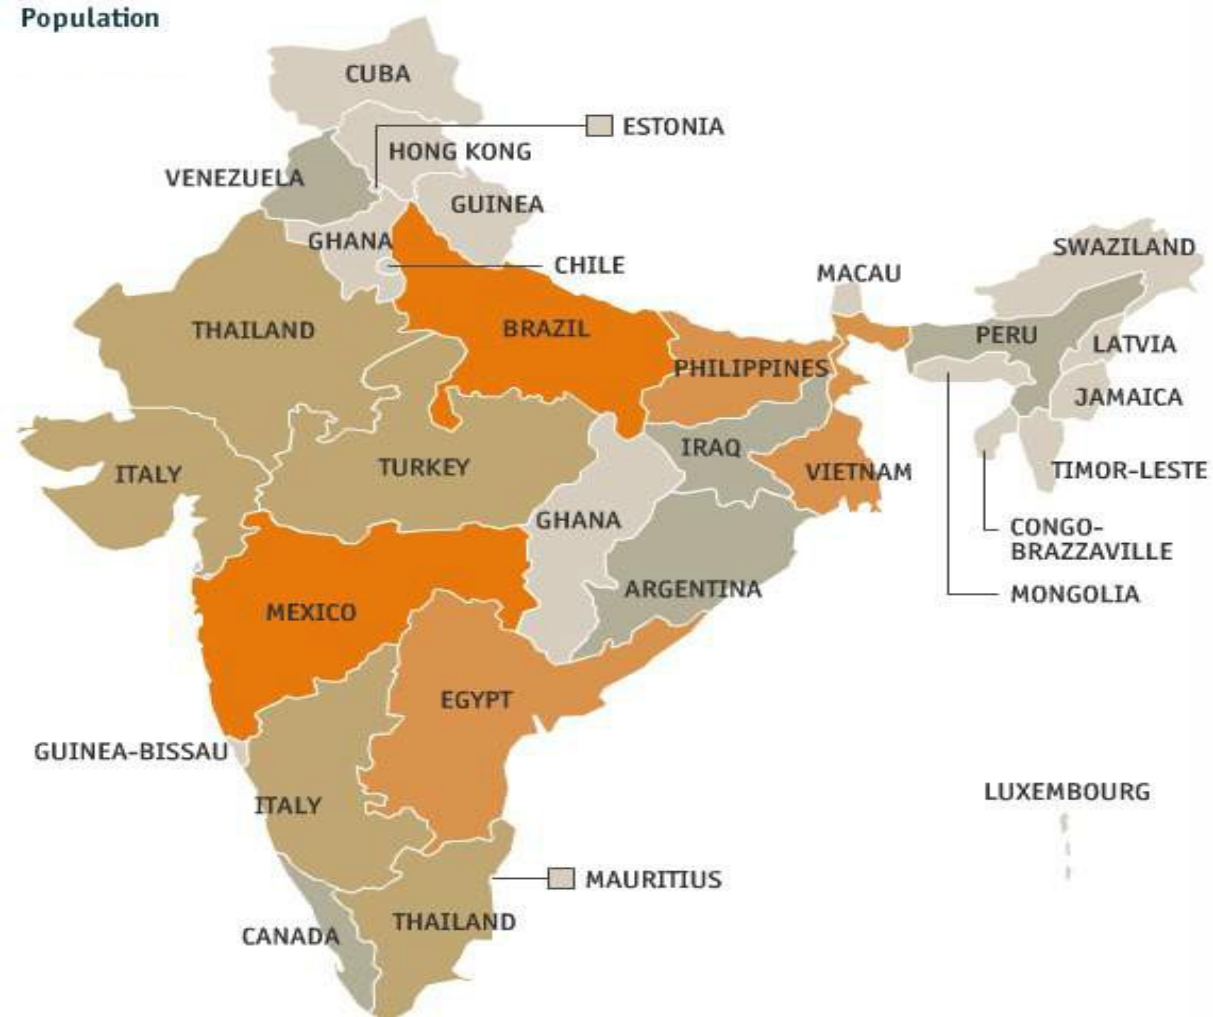 Population
CUBA
ESTONIA
HONG KONG
VENEZUELA
GUINEA
GHANA
SWAZILAND
CHILE
MACAU
THAILAND
BRAZIL
PERU
LATVIA
PHILIPPINES
JAMAICA
IRAQ
TURKEY
ITALY
VIETNAM
TIMOR-LESTE
GHANA
CONGO-
BRAZZAVILLE
ARGENTINA
MONGOLIA
MEXICO
EGYPT
GUINEA-BISSAU
LUXEMBOURG
ITALY
MAURITIUS
THAILAND
CANADA